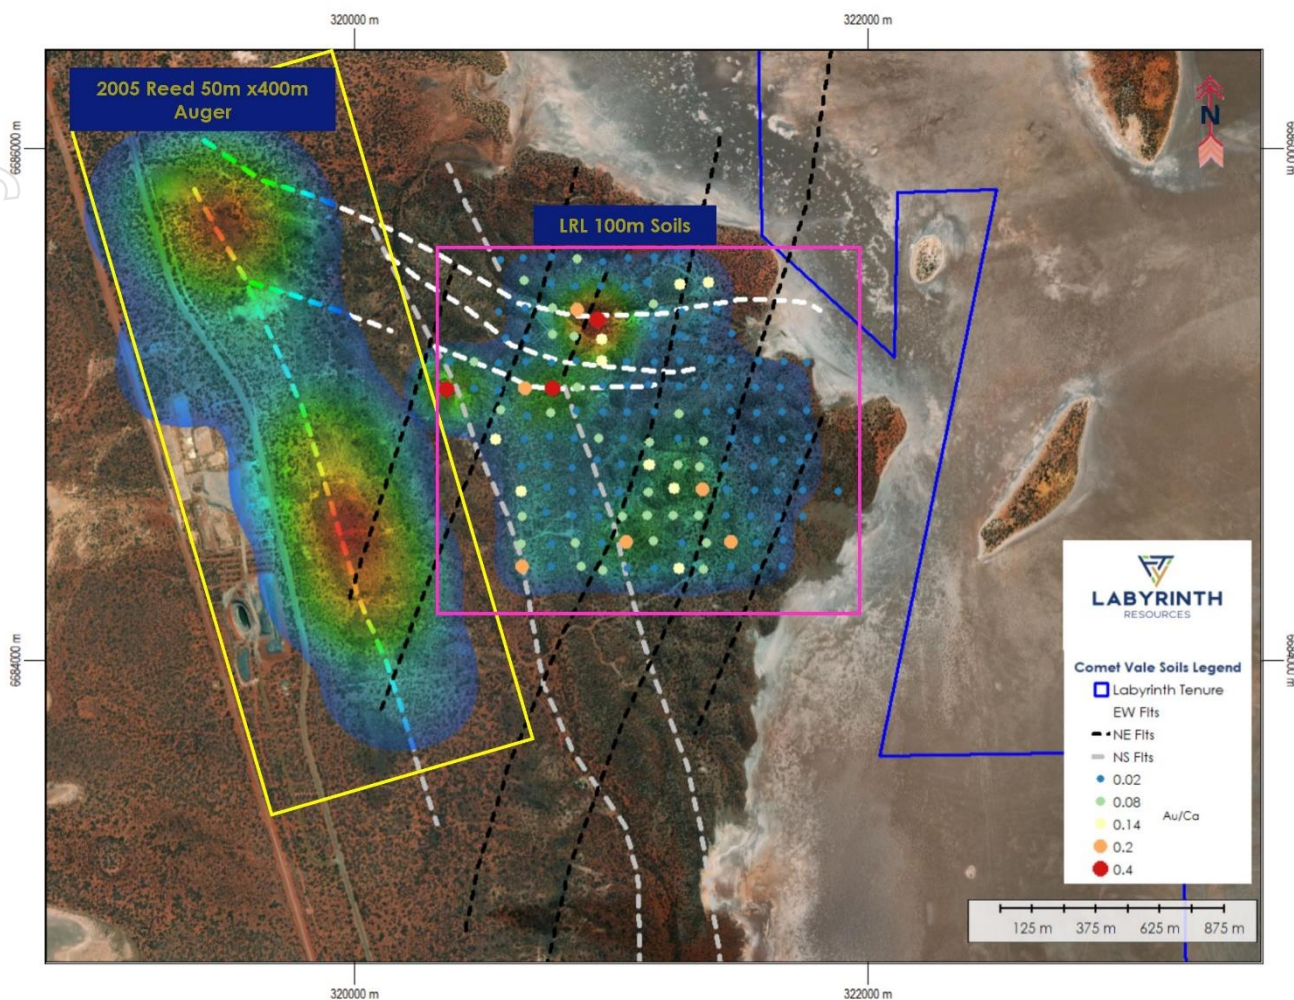 320000 m
322000 m
2005 Reed 50m x400m
Auger
N
6686000 m
6686000 m
LRL 100m Soils
LABYRINTH
RESOURCES
Comet Vale Soils Legend
Labyrinth Tenure
EW Flts
NE Flts
NS Flts
0.02
0.08
0.14
Au/Ca
0.2
0.4
6684000 m
6684000 m
125 m 375 m 625 m 875 m
320000 m
322000 m